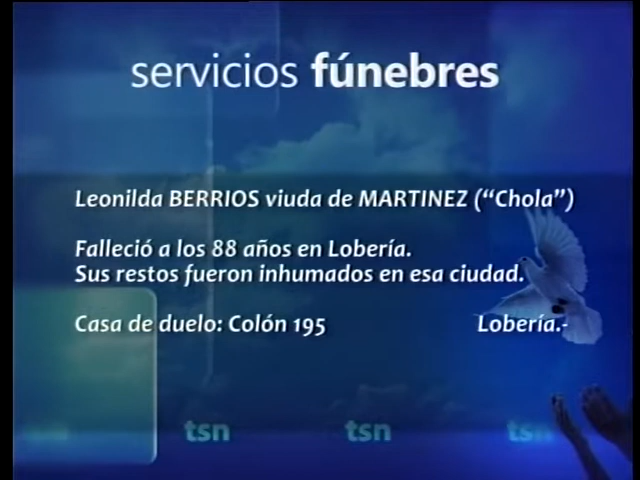 servicios fúnebres
Leonilda BERRIOS viuda de MARTINEZ (“Chola”)
Falleció a los 88 años en Lobería.
Sus restos fueron inhumados en esa ciudad.
Casa de duelo: Colón 195 Lobería.-
tsn tsn tsn